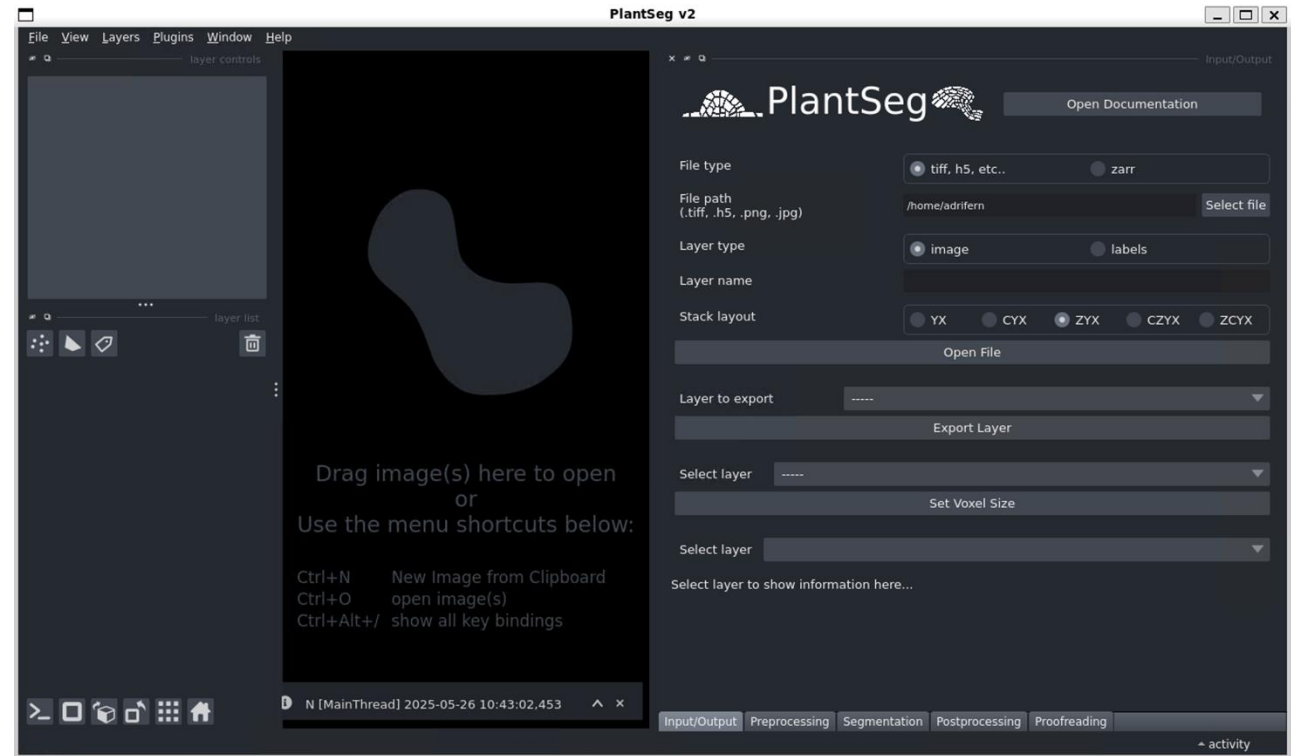 PlantSeg v2
File View Layers Plugins Window Help
layer controls
layer list
Drag image(s) here to open
or
Use the menu shortcuts below:
Ctrl+N New Image from Clipboard
Ctrl+O open image(s)
Ctrl+Alt+/ show all key bindings
N [MainThread] 2025-05-26 10:43:02,453
Input/Output
PlantSeg
Open Documentation
File type
tiff, h5, etc.. zarr
File path
(.tiff, .h5, .png, .jpg)
/home/adrifern
Select file
Layer type
image labels
Layer name
Stack layout
YX CYX ZYX CZYX ZCYX
Open File
Layer to export -----
Export Layer
Select layer -----
Set Voxel Size
Select layer
Select layer to show information here...
Input/Output Preprocessing Segmentation Postprocessing Proofreading
activity